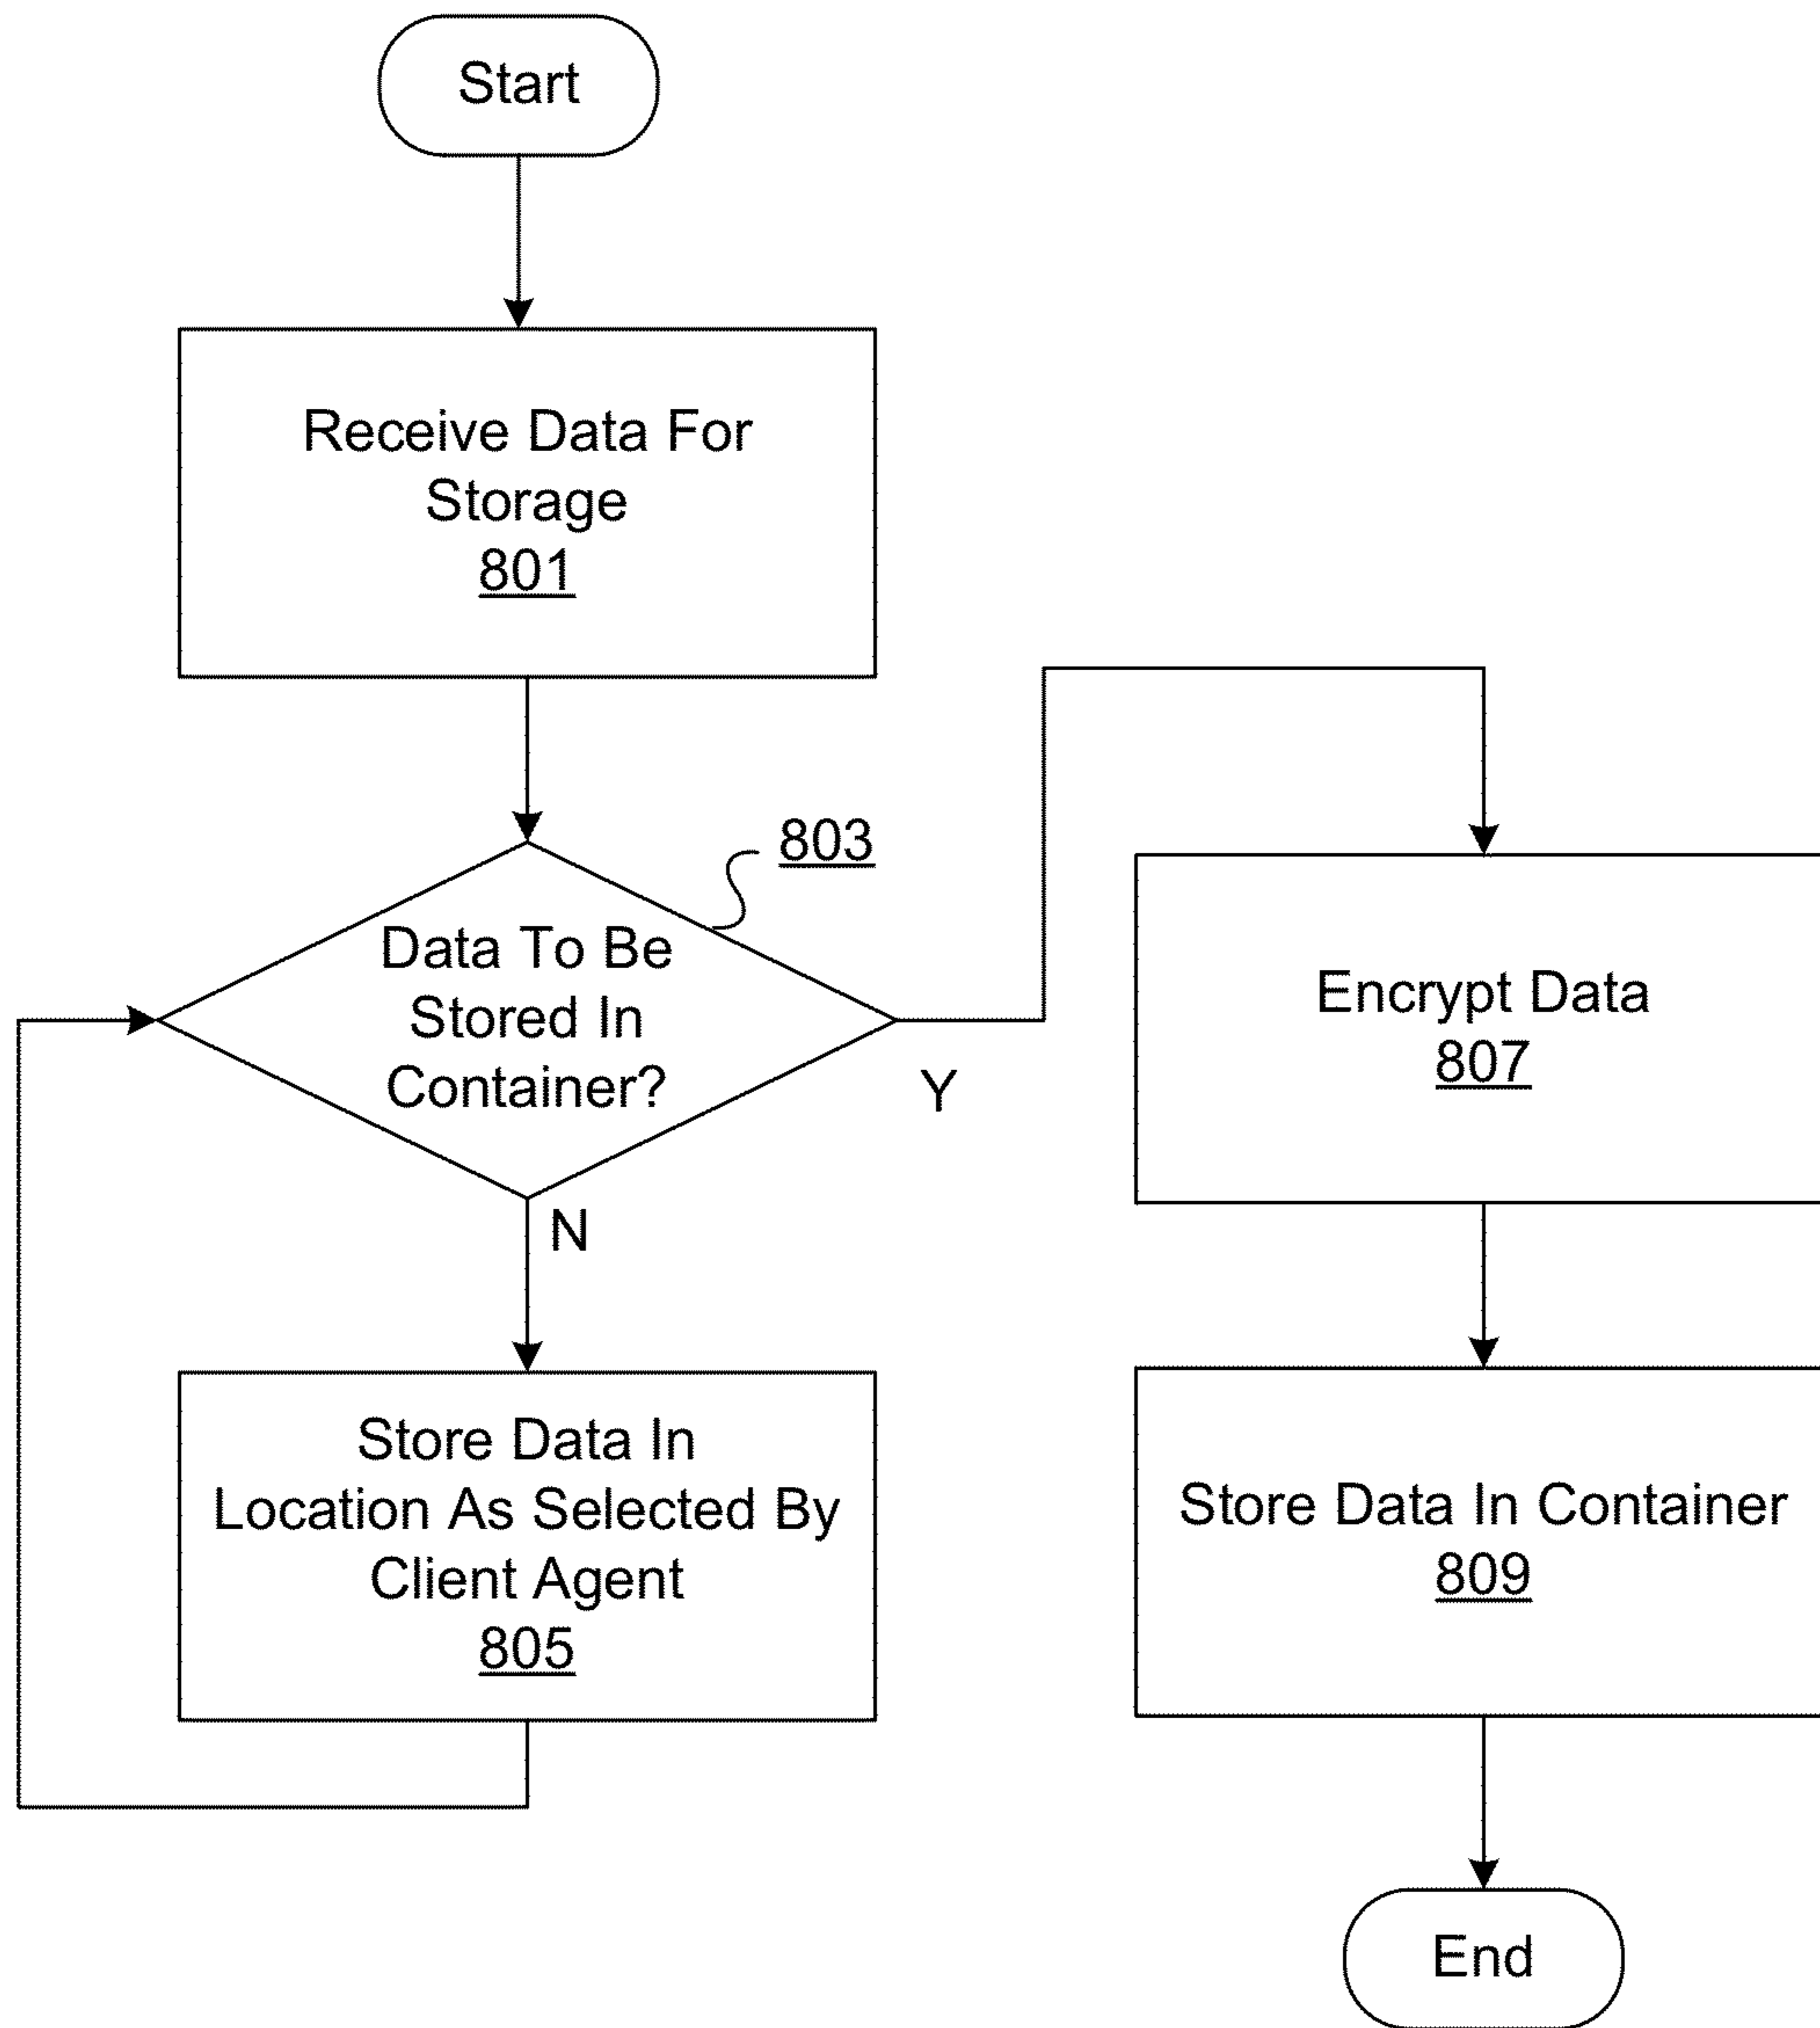 Start
Receive Data For
Storage
801
803
Data To Be
Stored In
Container?
Y
N
Store Data In
Location As Selected By
Client Agent
805
Encrypt Data
807
Store Data In Container
809
End